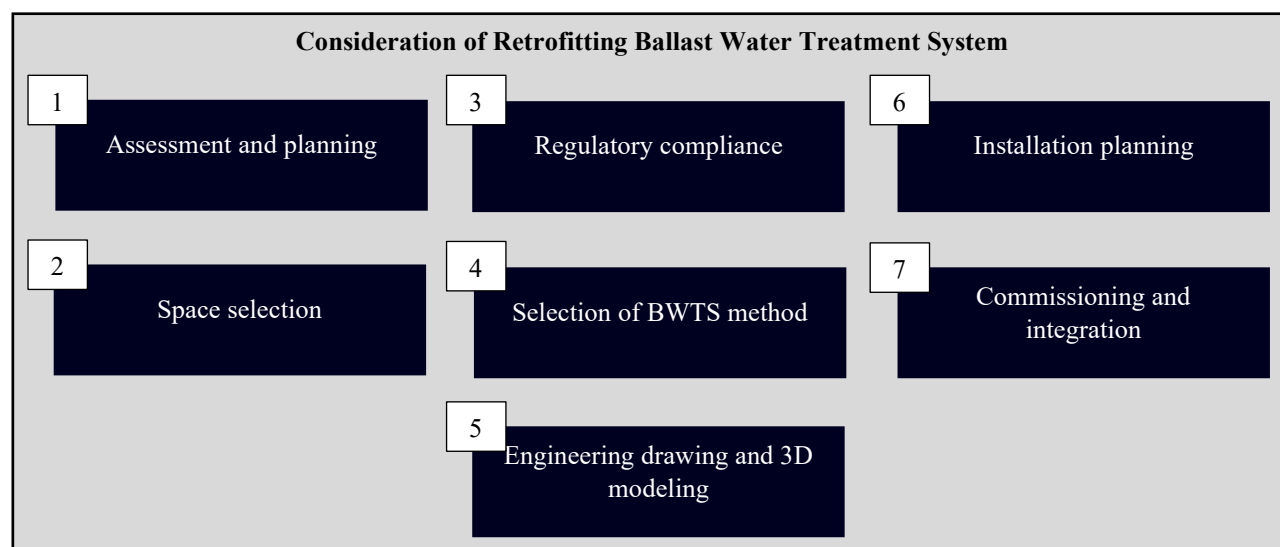 Consideration of Retrofitting Ballast Water Treatment System
1
Assessment and planning
2
Space selection
3
Regulatory compliance
4
Selection of BWTS method
5
Engineering drawing and 3D
modeling
6
Installation planning
7
Commissioning and
integration